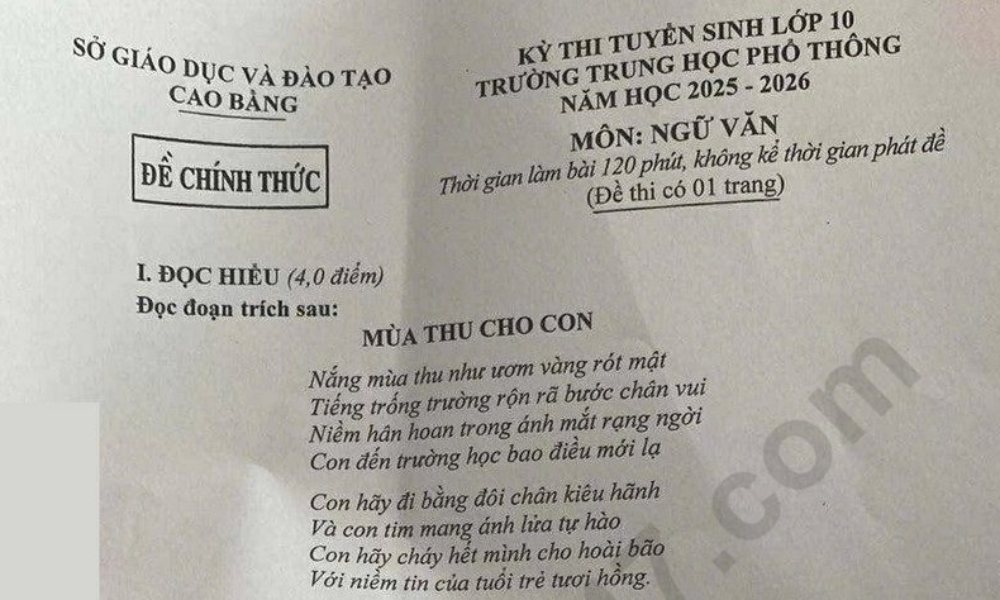 SỞ GIÁO DỤC VÀ ĐÀO TẠO
CAO BẰNG
ĐỀ CHÍNH THỨC
KỲ THI TUYỂN SINH LỚP 10
TRƯỜNG TRUNG HỌC PHỔ THÔNG
NĂM HỌC 2025 - 2026
MÔN: NGỮ VĂN
Thời gian làm bài 120 phút, không kể thời gian phát đề
(Đề thi có 01 trang)
I. ĐỌC HIỂU (4,0 điểm)
Đọc đoạn trích sau:
MÙA THU CHO CON
Nắng mùa thu như ươm vàng rót mật
Tiếng trống trường rộn rã bước chân vui
Niềm hân hoan trong ánh mắt rạng ngời
Con đến trường học bao điều mới lạ
Con hãy đi bằng đôi chân kiêu hãnh
Và con tim mang ánh lửa tự hào
Con hãy cháy hết mình cho hoài bão
Với niềm tin của tuổi trẻ tươi hồng.
7.com